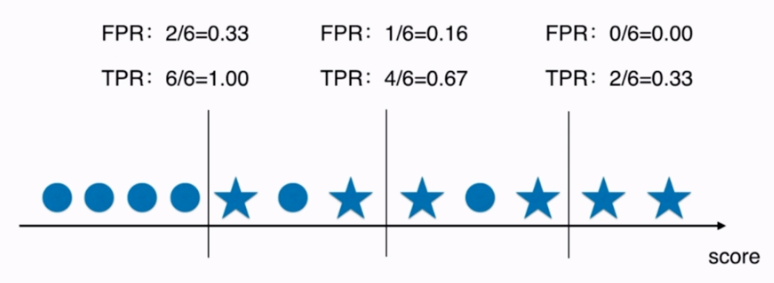 FPR: 2/6=0.33
TPR: 6/6=1.00
FPR: 1/6=0.16
TPR: 4/6=0.67
FPR: 0/6=0.00
TPR: 2/6=0.33
score